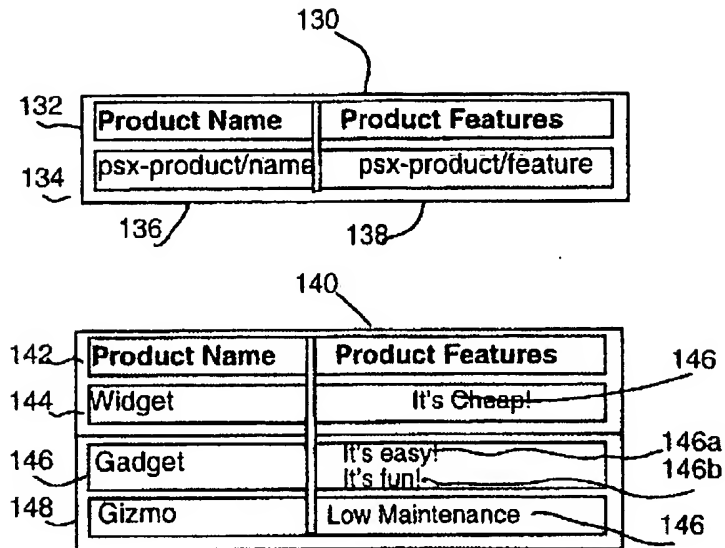 130
132
Product Name Product Features
psx-product/name psx-product/feature
134
136 138
140
142 Product Name Product Features 146
144 Widget It's Cheap!
146 Gadget It's easy! 146a
It's fun! 146b
148 Gizmo Low Maintenance 146